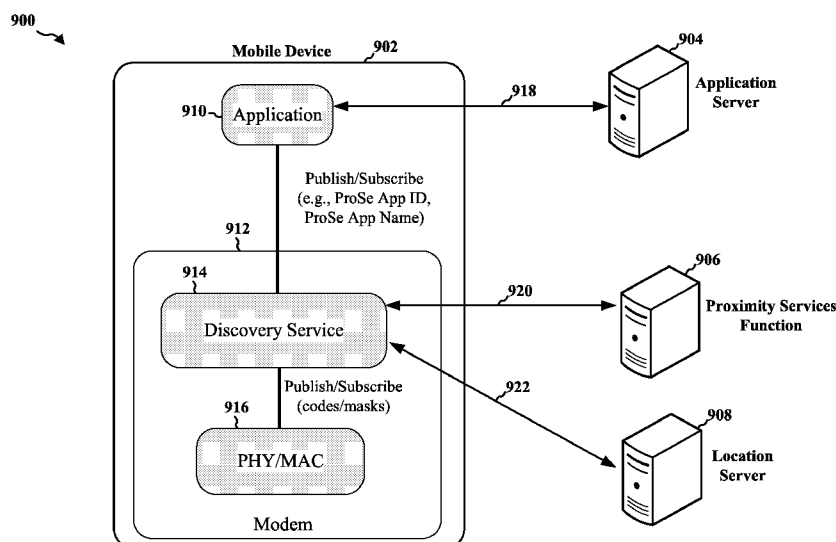 900
Mobile Device
902
904
910
Application
918
Application
Server
Publish/Subscribe
(e.g., ProSe App ID,
ProSe App Name)
912
914
906
920
Discovery Service
Proximity Services
Function
Publish/Subscribe
(codes/masks)
922
916
908
PHY/MAC
Location
Server
Modem